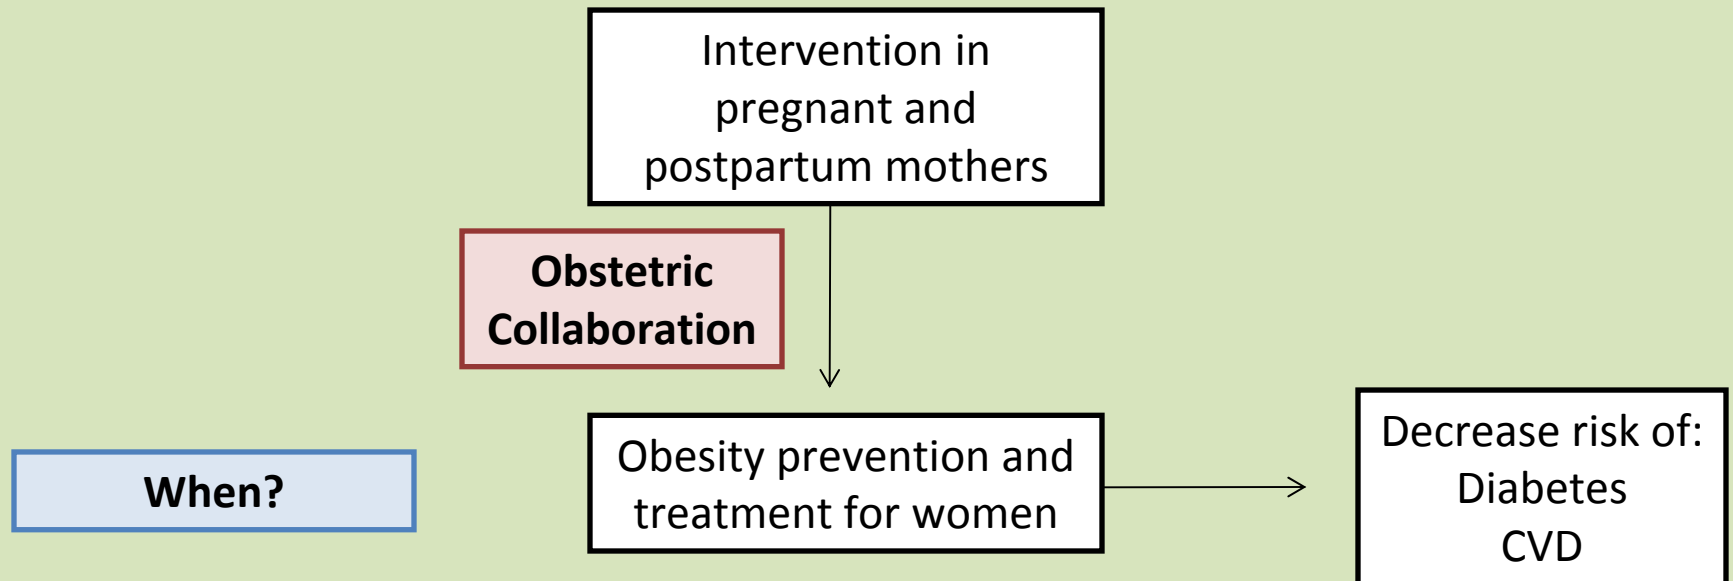 Intervention in
pregnant and
postpartum mothers
Obstetric
Collaboration
When?
Obesity prevention and
treatment for women
Decrease risk of:
Diabetes
CVD